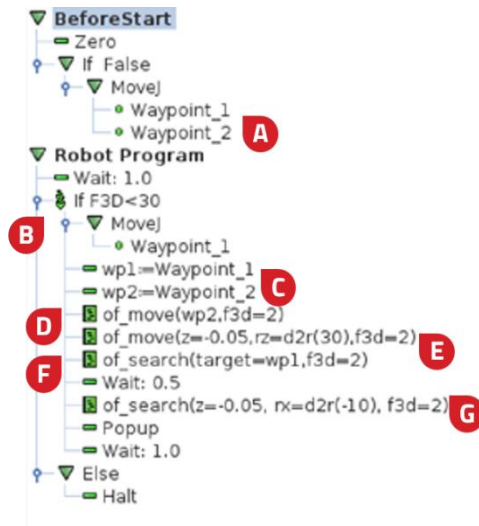 BeforeStart
Zero
If False
MoveJ
Waypoint_1
Waypoint_2 A
Robot Program
Wait: 1.0
If F3D<30
B MoveJ
Waypoint_1
wp1:=Waypoint_1
wp2:=Waypoint_2 C
D of_move(wp2,f3d=2)
of_move(z=-0.05,rz=d2r(30),f3d=2) E
F of_search(target=wp1,f3d=2)
Wait: 0.5
of_search(z=-0.05, rx=d2r(-10), f3d=2) G
Popup
Wait: 1.0
Else
Halt